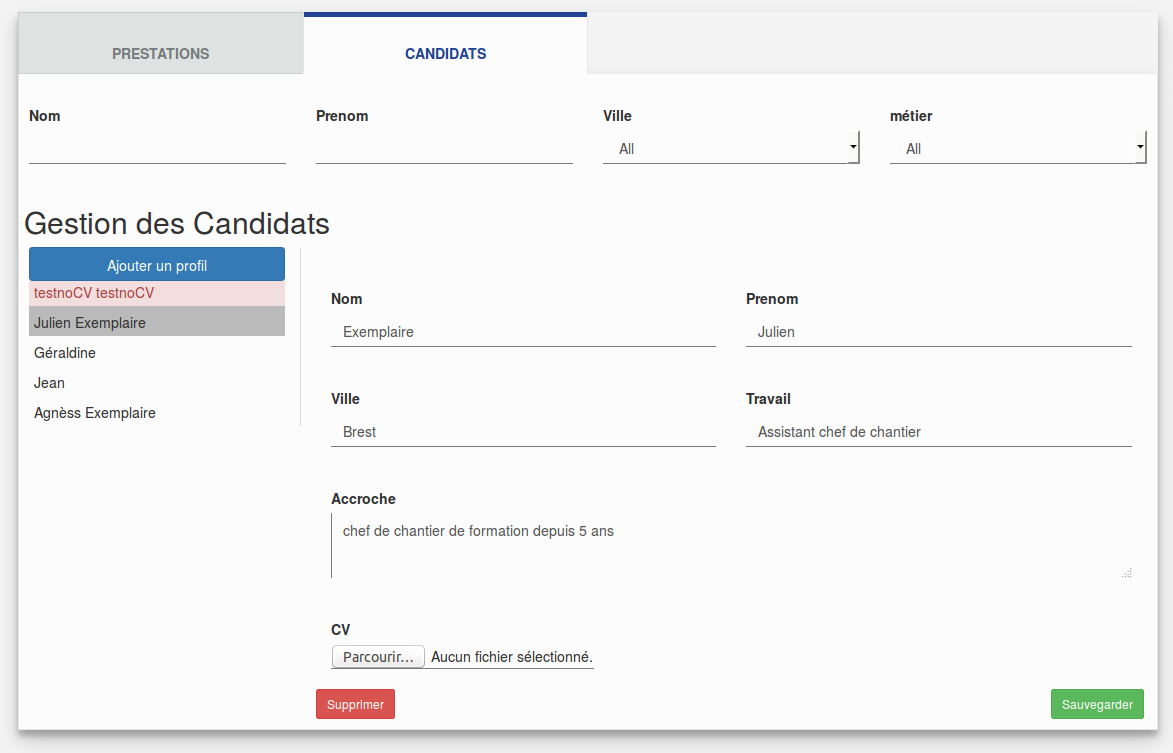 PRESTATIONS
CANDIDATS
Nom
Prenom
Ville
métier
All
All
Gestion des Candidats
Ajouter un profil
testnoCV testnoCV
Julien Exemplaire
Géraldine
Jean
Agnèss Exemplaire
Nom
Prenom
Exemplaire
Julien
Ville
Travail
Brest
Assistant chef de chantier
Accroche
chef de chantier de formation depuis 5 ans
CV
Parcourir... Aucun fichier sélectionné.
Supprimer
Sauvegarder